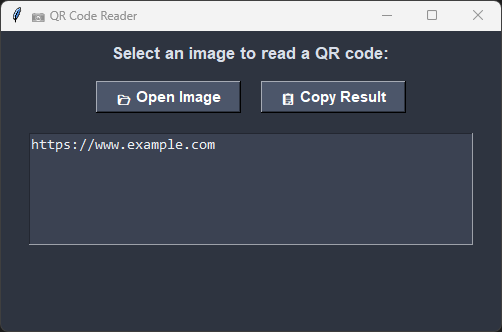 QR Code Reader
Select an image to read a QR code:
Open Image
Copy Result
https://www.example.com